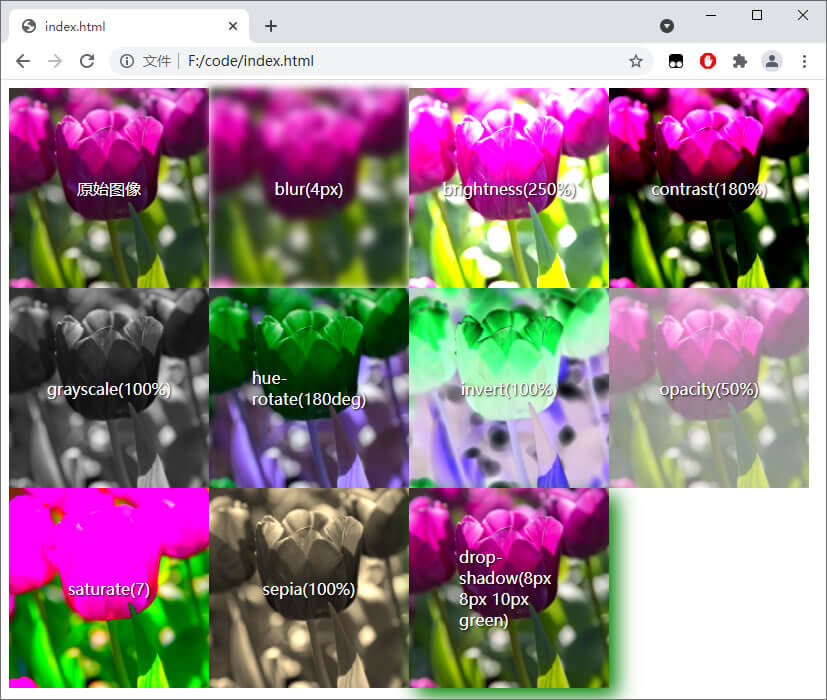 index.html
文件
F:/code/index.html
原始图像
blur(4px)
brightness(250%)
contrast(180%)
grayscale(100%)
hue-
rotate(180deg)
invert(100%)
opacity(50%)
saturate(7)
sepia(100%)
drop-
shadow(8px
8px 10px
green)